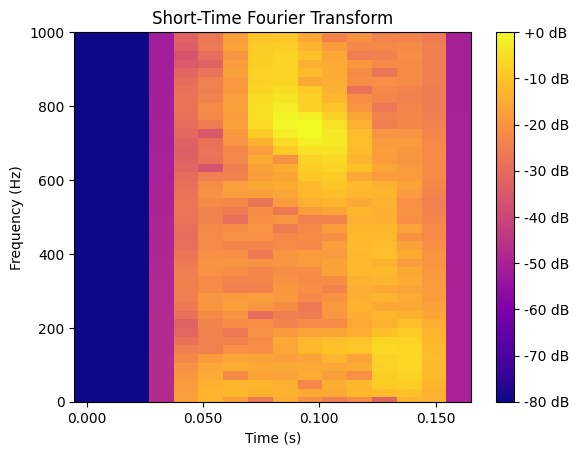 Short-Time Fourier Transform
1000
800
600
400
200
0
Frequency (Hz)
0.000
0.050
0.100
0.150
Time (s)
+0 dB
-10 dB
-20 dB
-30 dB
-40 dB
-50 dB
-60 dB
-70 dB
-80 dB